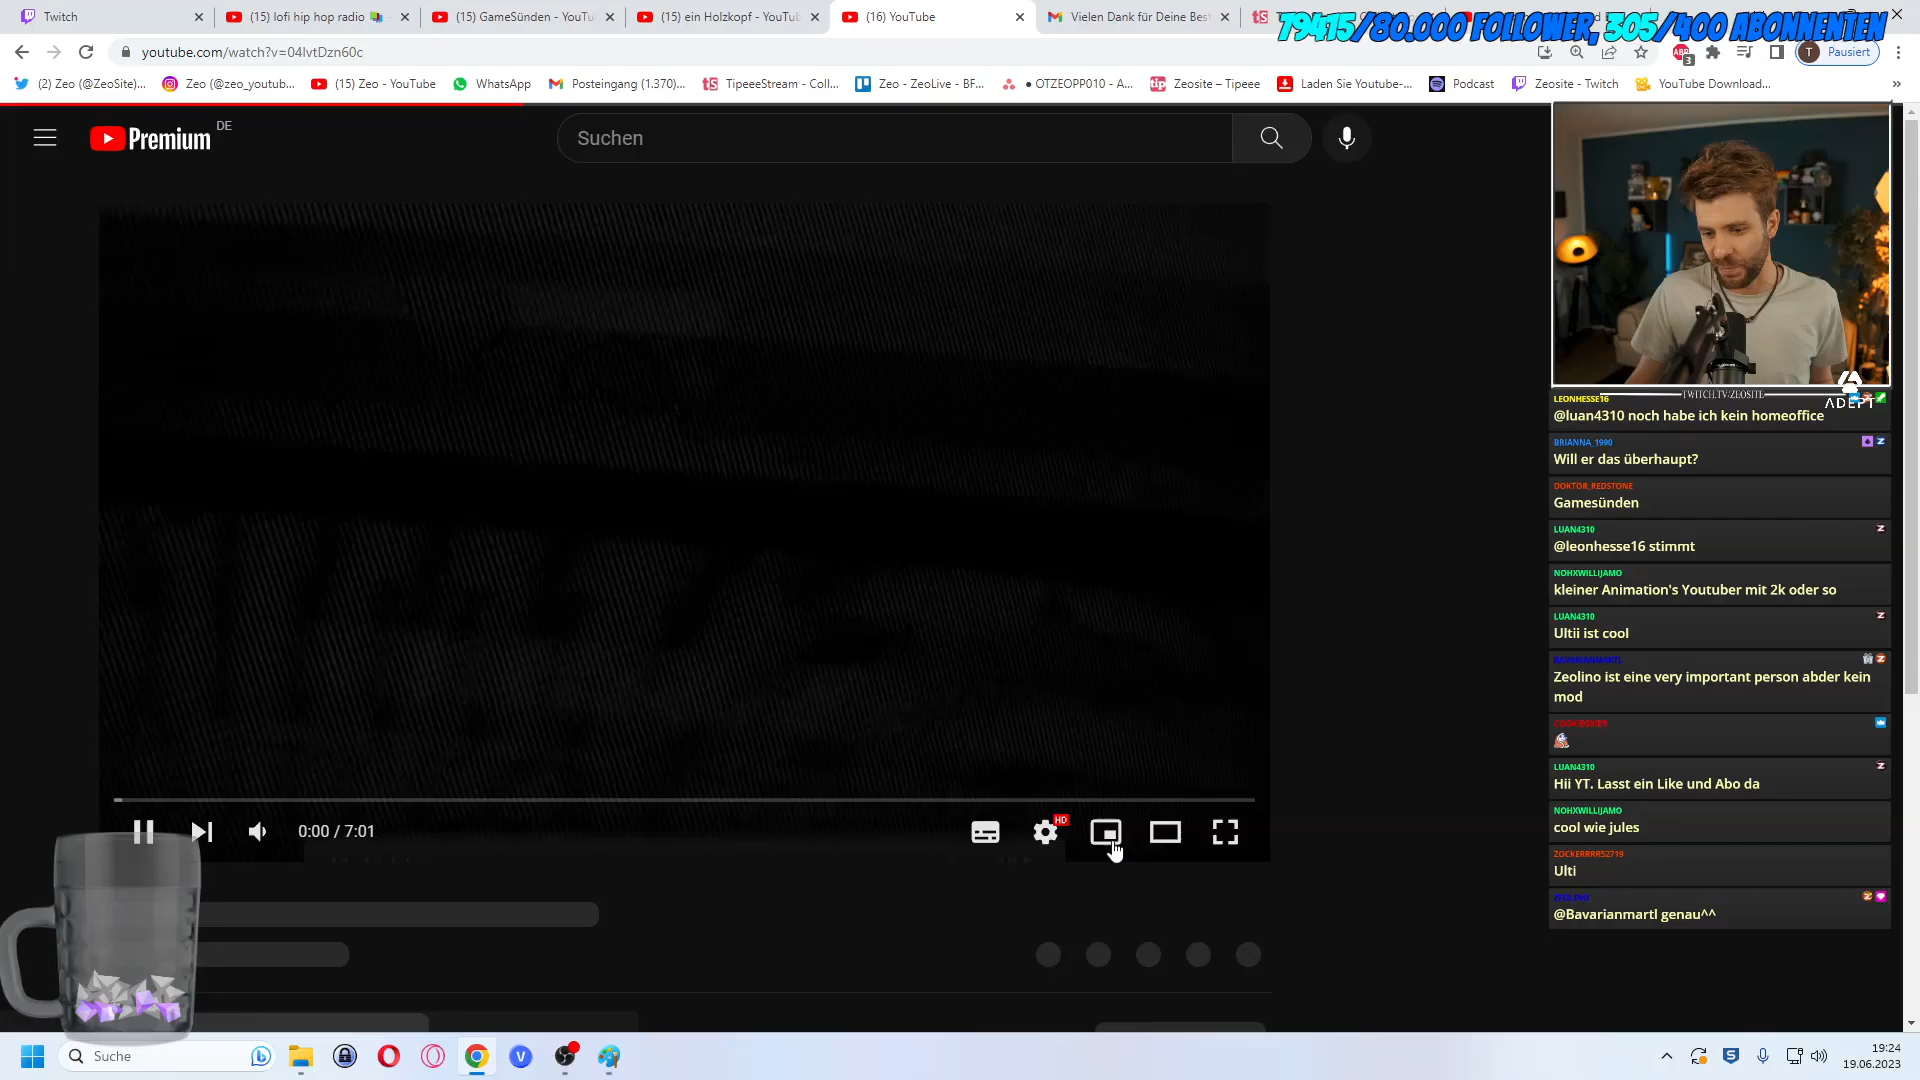 Twitch
(15) lofi hip hop radio
(15) GameSünden - YouTu
(15) ein Holzkopf - YouTub
(16) YouTube
Vielen Dank für Deine Best
79415/80.000 FOLLOWER, 305/400 ABONNENTEN
youtube.com/watch?v=04lvtDzn60c
3
T
Pausiert
(2) Zeo (@ZeoSite)...
Zeo (@zeo_youtub...
(15) Zeo - YouTube
WhatsApp
Posteingang (1.370)...
TipeeeStream - Coll...
Zeo - ZeoLive - BF...
● OTZEOPP010 - A...
Zeosite – Tipeee
Laden Sie Youtube-...
Podcast
Zeosite - Twitch
YouTube Download...
»
Premium
DE
Suchen
TWITCH.TV/ZEOSITE
ADEPT
LEONHESSE16
@luan4310 noch habe ich kein homeoffice
BRIANNA_1990
Will er das überhaupt?
DOKTOR_REDSTONE
Gamesünden
LUAN4310
@leonhesse16 stimmt
NOHXWILLIJAMO
kleiner Animation's Youtuber mit 2k oder so
LUAN4310
Ultii ist cool
BAVARIANMARTL
Zeolino ist eine very important person abder kein
mod
LUAN4310
Hii YT. Lasst ein Like und Abo da
NOHXWILLIJAMO
cool wie jules
ZOCKERRRR52719
Ulti
ZEOLINO
@Bavarianmartl genau^^
0:00 / 7:01
HD
Suche
19:24
19.06.2023